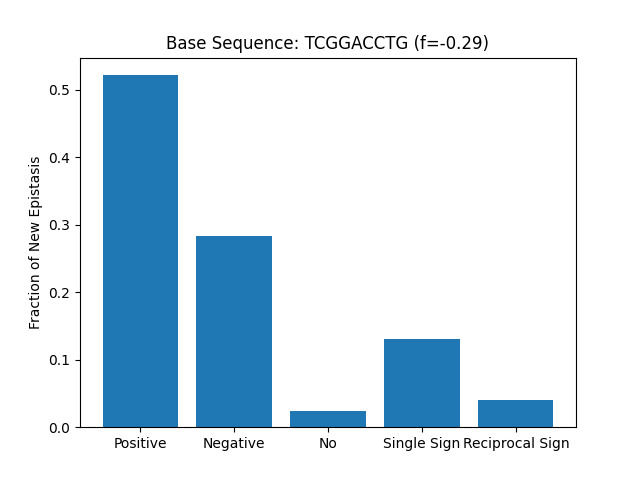 Base Sequence: TCGGACCTG (f=-0.29)
Fraction of New Epistasis
0.5
0.4
0.3
0.2
0.1
0.0
Positive Negative No Single Sign Reciprocal Sign